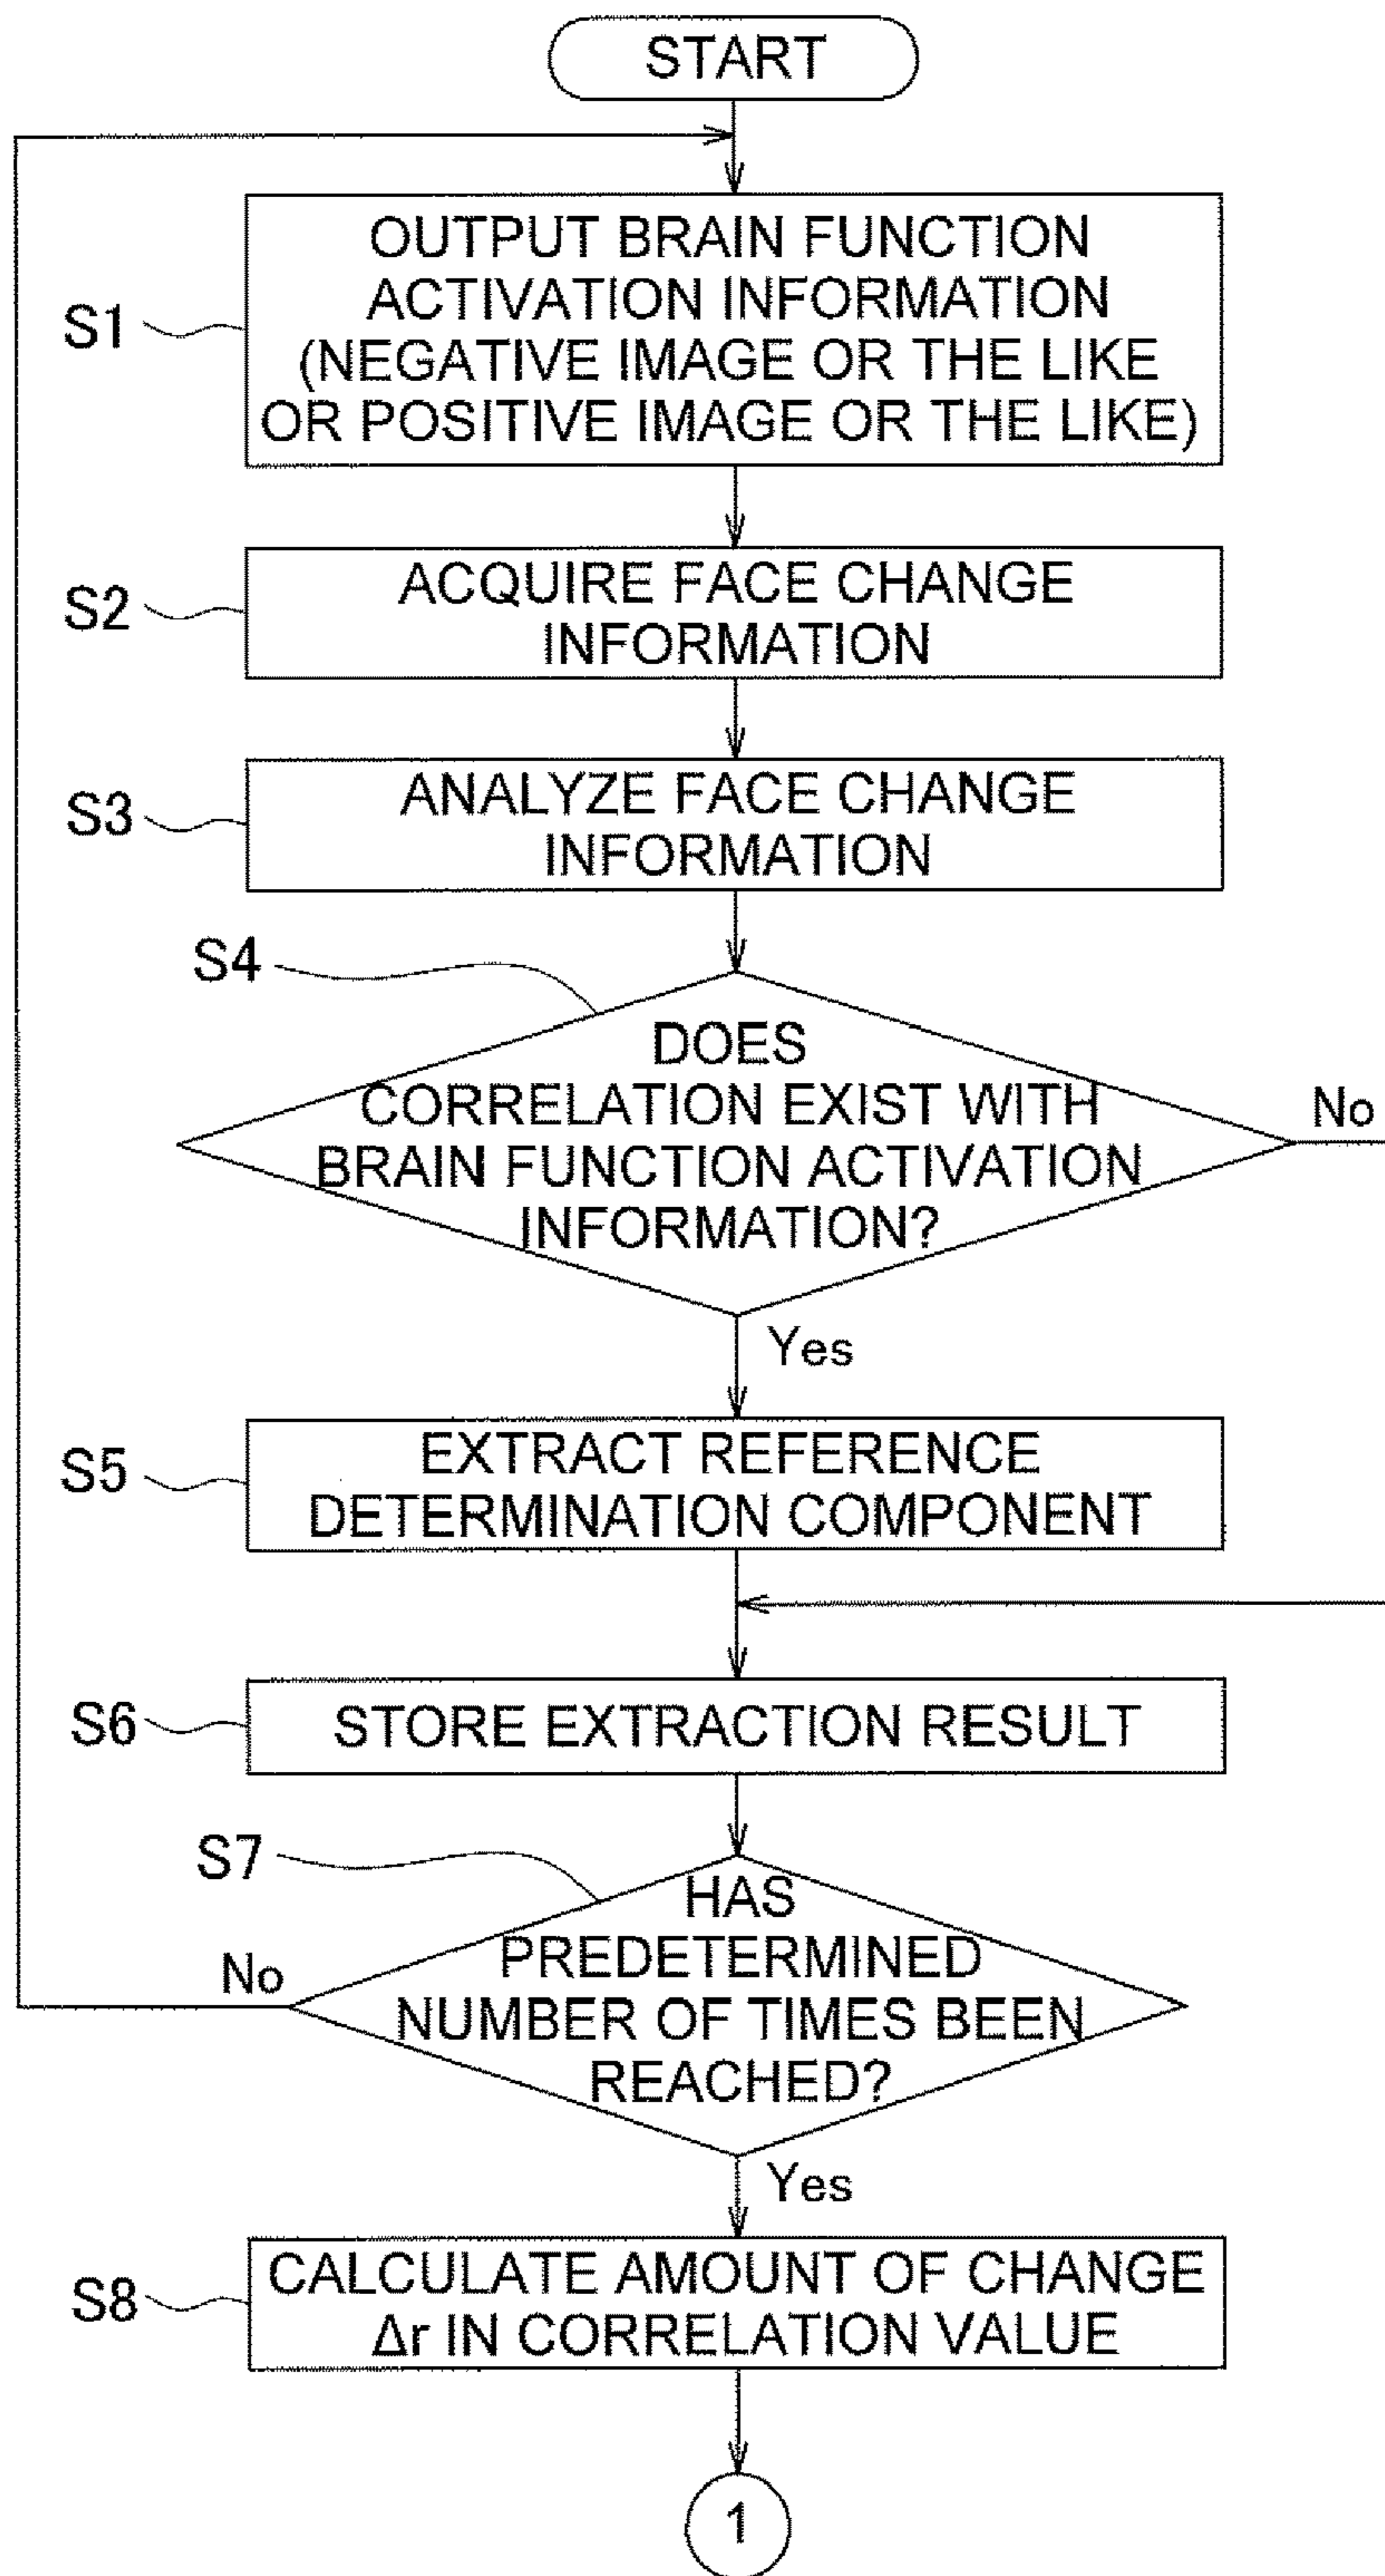 START
S1
OUTPUT BRAIN FUNCTION
ACTIVATION INFORMATION
(NEGATIVE IMAGE OR THE LIKE
OR POSITIVE IMAGE OR THE LIKE)
S2
ACQUIRE FACE CHANGE
INFORMATION
S3
ANALYZE FACE CHANGE
INFORMATION
S4
DOES
CORRELATION EXIST WITH
BRAIN FUNCTION ACTIVATION
INFORMATION?
No
Yes
S5
EXTRACT REFERENCE
DETERMINATION COMPONENT
S6
STORE EXTRACTION RESULT
S7
HAS
PREDETERMINED
NUMBER OF TIMES BEEN
REACHED?
No
Yes
S8
CALCULATE AMOUNT OF CHANGE
Δr IN CORRELATION VALUE
1